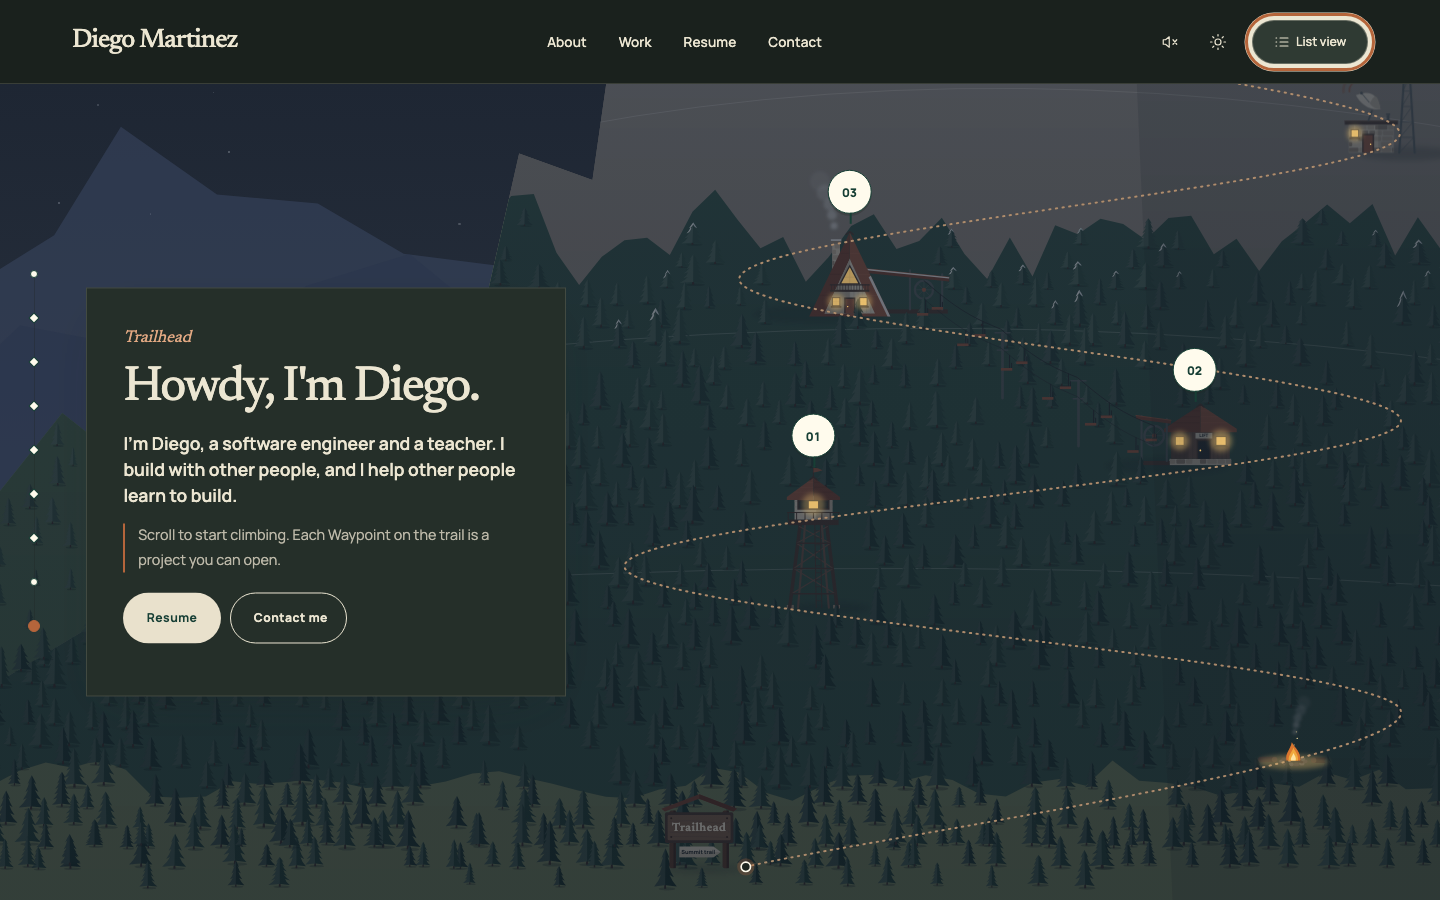 Diego Martinez
About
Work
Resume
Contact
List view
03
02
01
Trailhead
Howdy, I'm Diego.
I'm Diego, a software engineer and a teacher. I
build with other people, and I help other people
learn to build.
Scroll to start climbing. Each Waypoint on the trail is a
project you can open.
Resume
Contact me
Trailhead
Summit trail